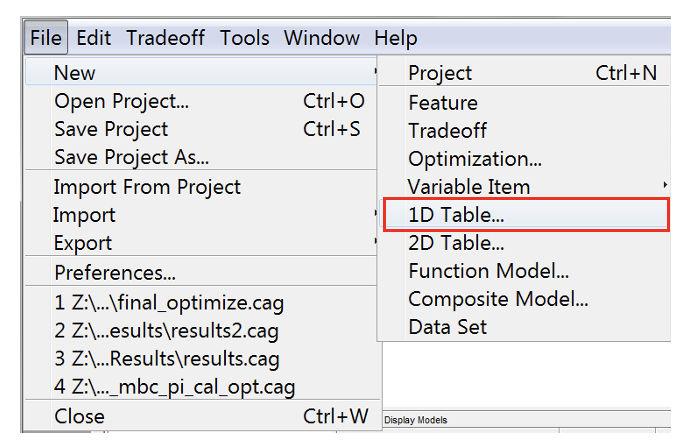 File Edit Tradeoff Tools Window Help
New
Open Project... Ctrl+O
Save Project Ctrl+S
Save Project As...
Import From Project
Import
Export
Preferences...
1 Z:\...\final_optimize.cag
2 Z:\...esults\results2.cag
3 Z:\...Results\results.cag
4 Z:\..._mbc_pi_cal_opt.cag
Close Ctrl+W
Project Ctrl+N
Feature
Tradeoff
Optimization...
Variable Item
1D Table...
2D Table...
Function Model...
Composite Model...
Data Set
Display Models